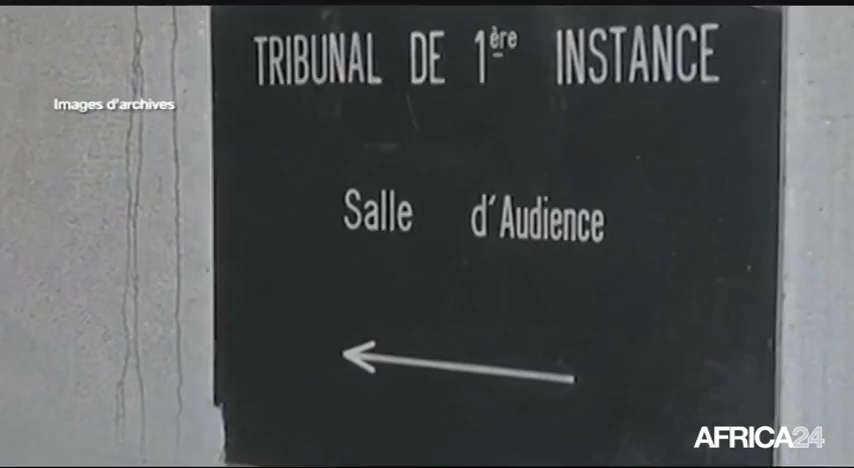 TRIBUNAL DE 1ère INSTANCE
Images d'archives
Salle d'Audience
AFRICA24